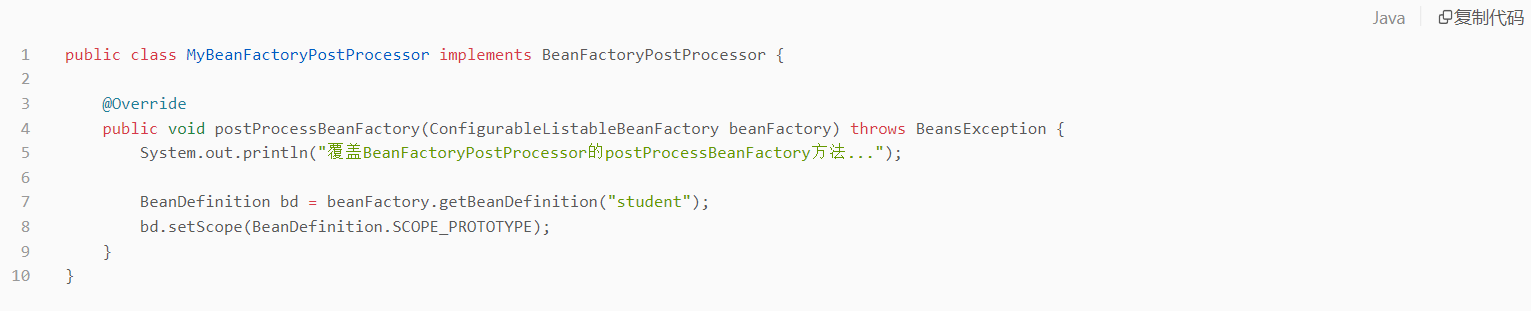 Java 复制代码
1 public class MyBeanFactoryPostProcessor implements BeanFactoryPostProcessor {
2
3     @Override
4     public void postProcessBeanFactory(ConfigurableListableBeanFactory beanFactory) throws BeansException {
5         System.out.println("覆盖BeanFactoryPostProcessor的postProcessBeanFactory方法...");
6
7         BeanDefinition bd = beanFactory.getBeanDefinition("student");
8         bd.setScope(BeanDefinition.SCOPE_PROTOTYPE);
9     }
10 }